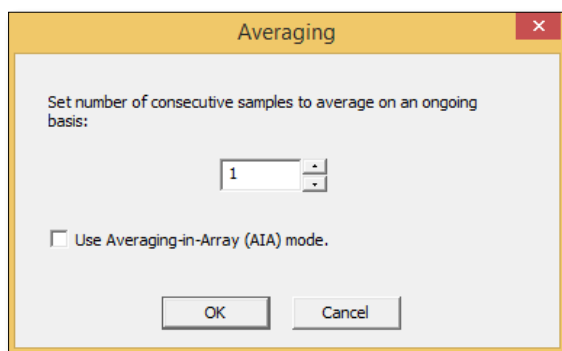 Averaging
Set number of consecutive samples to average on an ongoing
basis:
1
Use Averaging-in-Array (AIA) mode.
OK Cancel